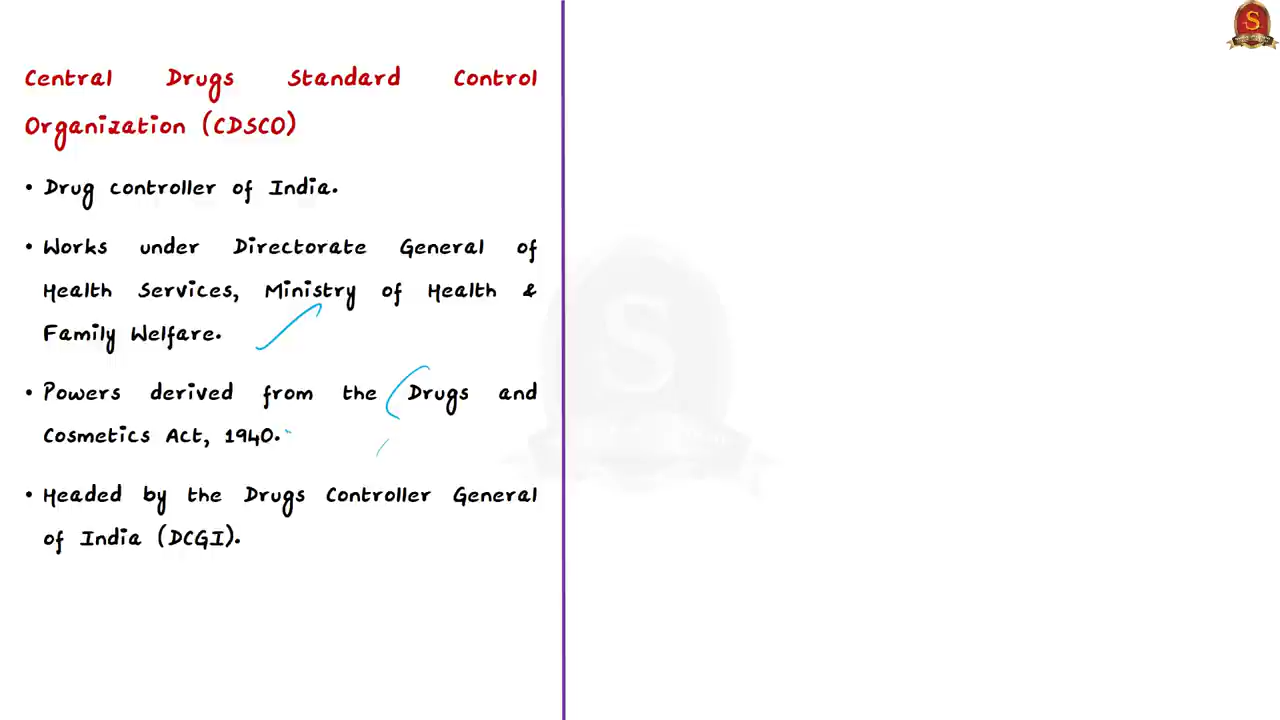 Central Drugs Standard Control
Organization (CDSCO)
• Drug controller of India.
• Works under Directorate General of
Health Services, Ministry of Health &
Family Welfare.
• Powers derived from the Drugs and
Cosmetics Act, 1940.
• Headed by the Drugs Controller General
of India (DCGI).
S
S